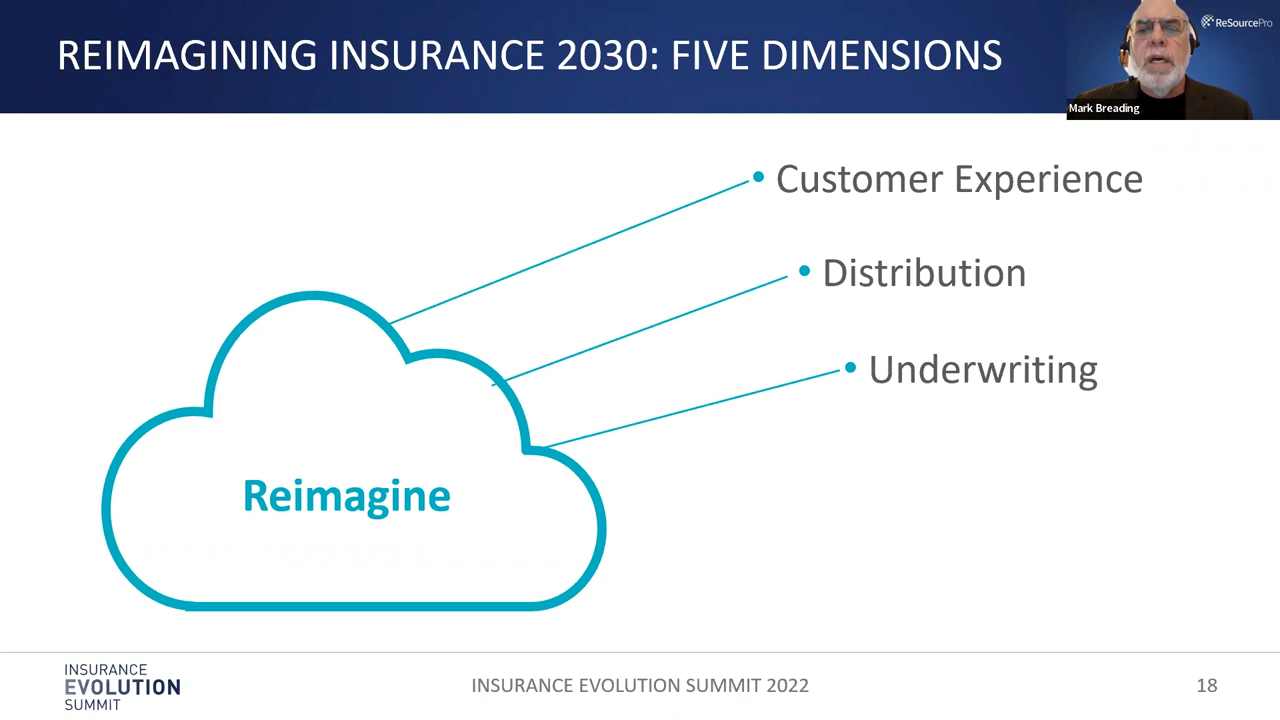 REIMAGINING INSURANCE 2030: FIVE DIMENSIONS
ReSourcePro
Mark Breading
• Customer Experience
• Distribution
• Underwriting
Reimagine
INSURANCE
EVOLUTION
SUMMIT
INSURANCE EVOLUTION SUMMIT 2022
18